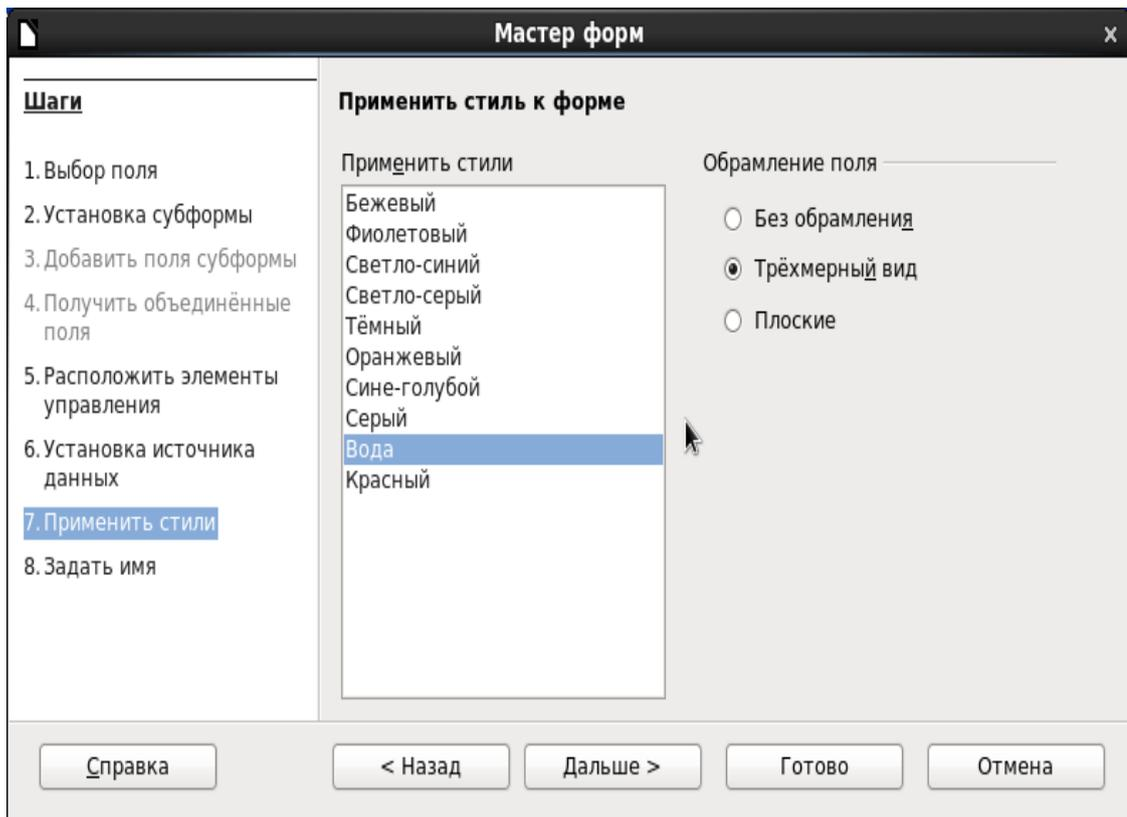 Мастер форм
Шаги
1. Выбор поля
2. Установка субформы
3. Добавить поля субформы
4. Получить объединённые
поля
5. Расположить элементы
управления
6. Установка источника
данных
7. Применить стили
8. Задать имя
Применить стиль к форме
Применить стили
Бежевый
Фиолетовый
Светло-синий
Светло-серый
Тёмный
Оранжевый
Сине-голубой
Серый
Вода
Красный
Обрамление поля
Без обрамления
Трёхмерный вид
Плоские
Справка
< Назад
Дальше >
Готово
Отмена